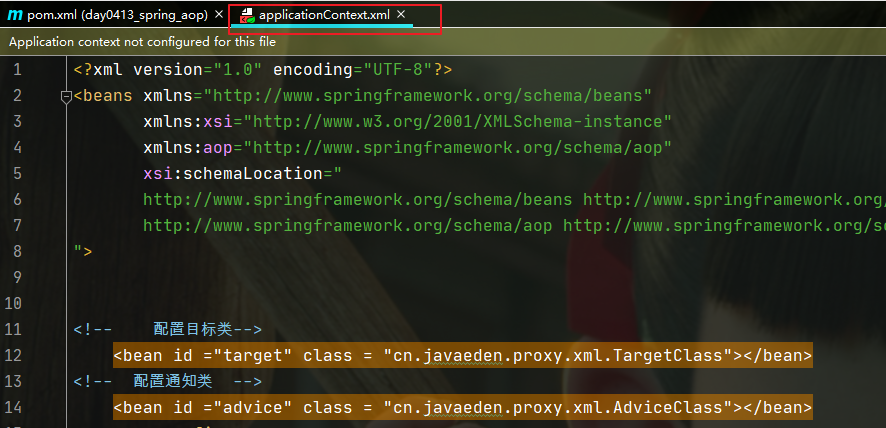 pom.xml (day0413_spring_aop) × applicationContext.xml ×
Application context not configured for this file
1 <?xml version="1.0" encoding="UTF-8"?>
2 <beans xmlns="http://www.springframework.org/schema/beans"
3 xmlns:xsi="http://www.w3.org/2001/XMLSchema-instance"
4 xmlns:aop="http://www.springframework.org/schema/aop"
5 xsi:schemaLocation="
6 http://www.springframework.org/schema/beans http://www.springframework.org/
7 http://www.springframework.org/schema/aop http://www.springframework.org/sc
8 ">
9
10
11 <!-- 配置目标类-->
12 <bean id ="target" class = "cn.javaeden.proxy.xml.TargetClass"></bean>
13 <!-- 配置通知类 -->
14 <bean id ="advice" class = "cn.javaeden.proxy.xml.AdviceClass"></bean>